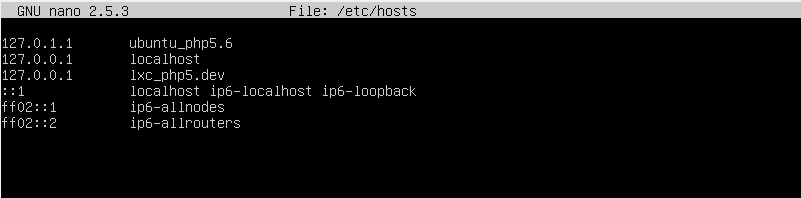 GNU nano 2.5.3 File: /etc/hosts
127.0.1.1 ubuntu_php5.6
127.0.0.1 localhost
127.0.0.1 lxc_php5.dev
::1 localhost ip6-localhost ip6-loopback
ff02::1 ip6-allnodes
ff02::2 ip6-allrouters